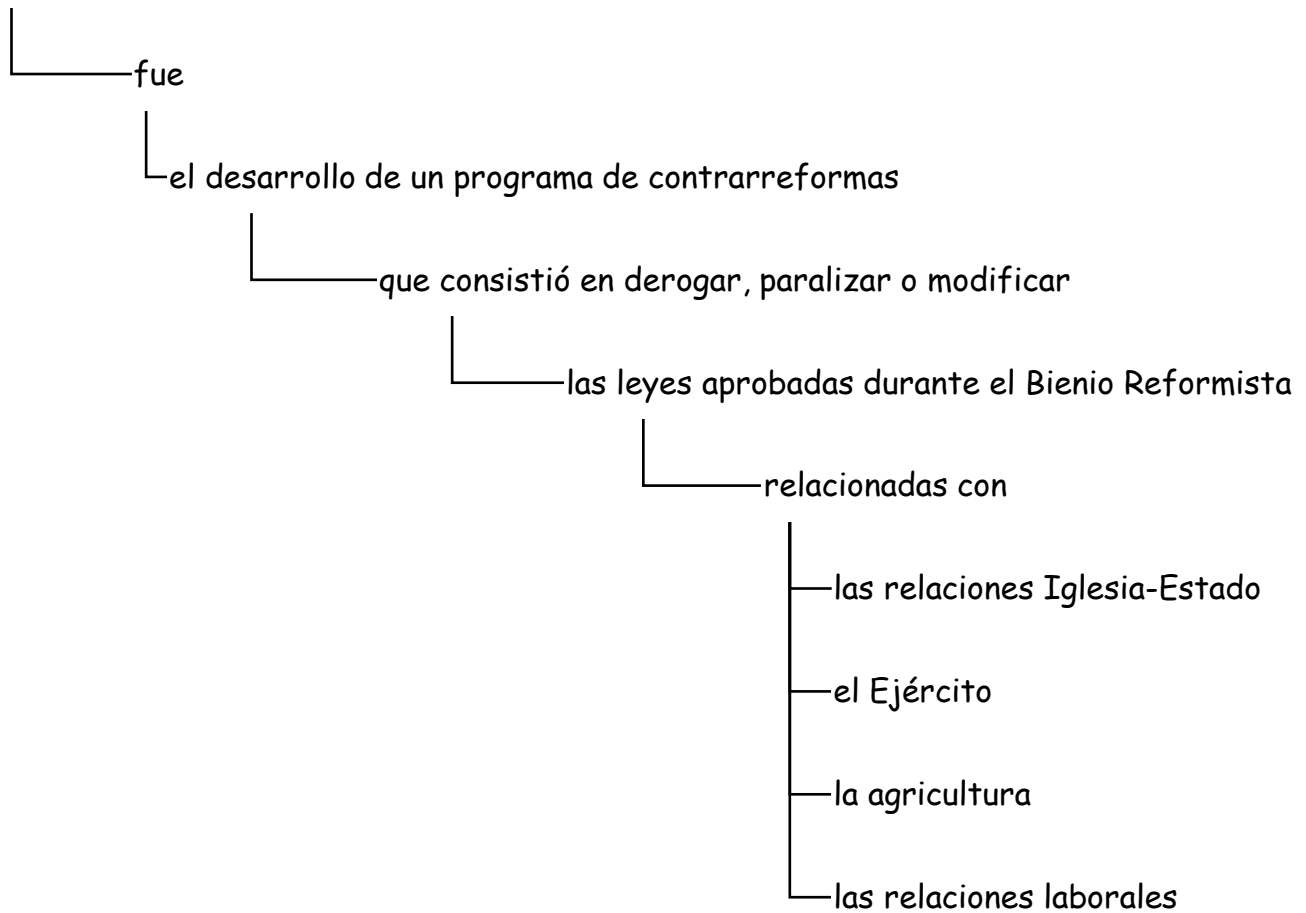 fue
el desarrollo de un programa de contrarreformas
que consistió en derogar, paralizar o modificar
las leyes aprobadas durante el Bienio Reformista
relacionadas con
las relaciones Iglesia-Estado
el Ejército
la agricultura
las relaciones laborales